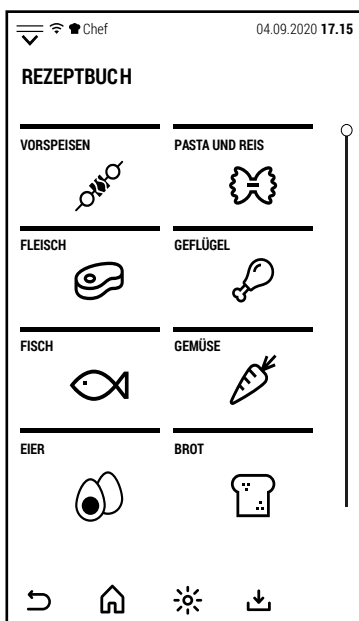 Chef 04.09.2020 17.15
REZEPTBUCH
VORSPEISEN PASTA UND REIS
FLEISCH GEFLÜGEL
FISCH GEMÜSE
EIER BROT